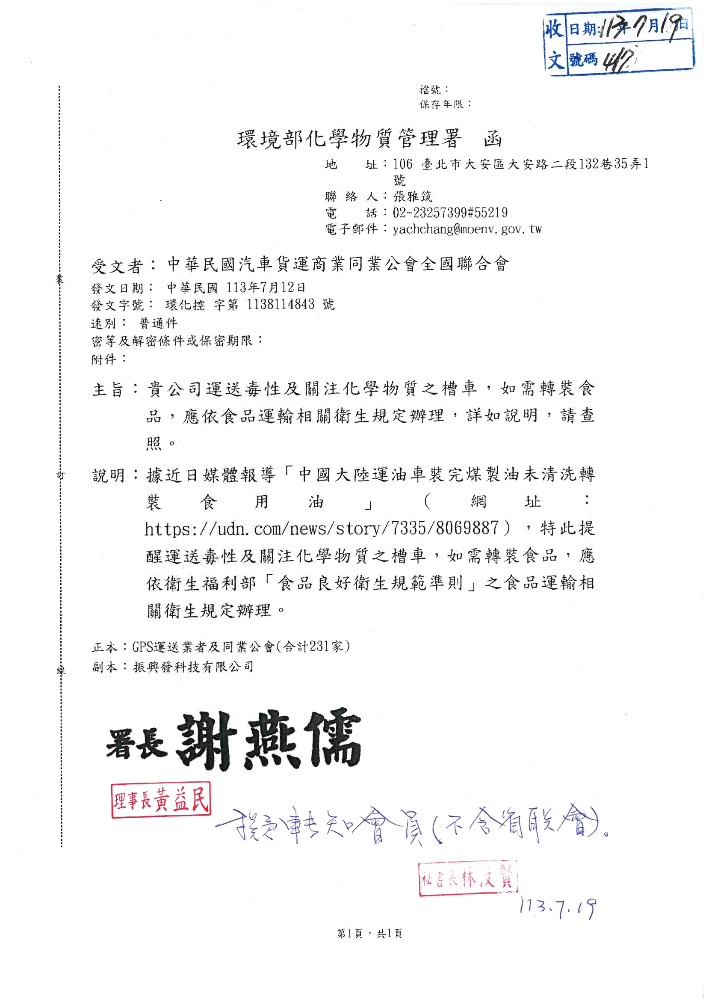 收文
日期:113年7月19日
號碼 417
檔號：
保存年限：
環境部化學物質管理署 函
地 址：106 臺北市大安區大安路二段132巷35弄1
號
聯 絡 人：張雅筑
電 話：02-23257399#55219
電子郵件：yachchang@moenv.gov.tw
受文者：中華民國汽車貨運商業同業公會全國聯合會
發文日期： 中華民國 113年7月12日
發文字號： 環化控 字第 1138114843 號
速別： 普通件
密等及解密條件或保密期限：
附件：
主旨：貴公司運送毒性及關注化學物質之槽車，如需轉裝食
品，應依食品運輸相關衛生規定辦理，詳如說明，請查
照。
說明：據近日媒體報導「中國大陸運油車裝完煤製油未清洗轉
裝食用油」（網址：
https://udn.com/news/story/7335/8069887），特此提
醒運送毒性及關注化學物質之槽車，如需轉裝食品，應
依衛生福利部「食品良好衛生規範準則」之食品運輸相
關衛生規定辦理。
正本：GPS運送業者及同業公會(合計231家)
副本：振興發科技有限公司
署長 謝燕儒
理事長黃益民
擬轉知會員(不含省联會)。
秘書長林文賢
113.7.19
第1頁，共1頁
裝
訂
線